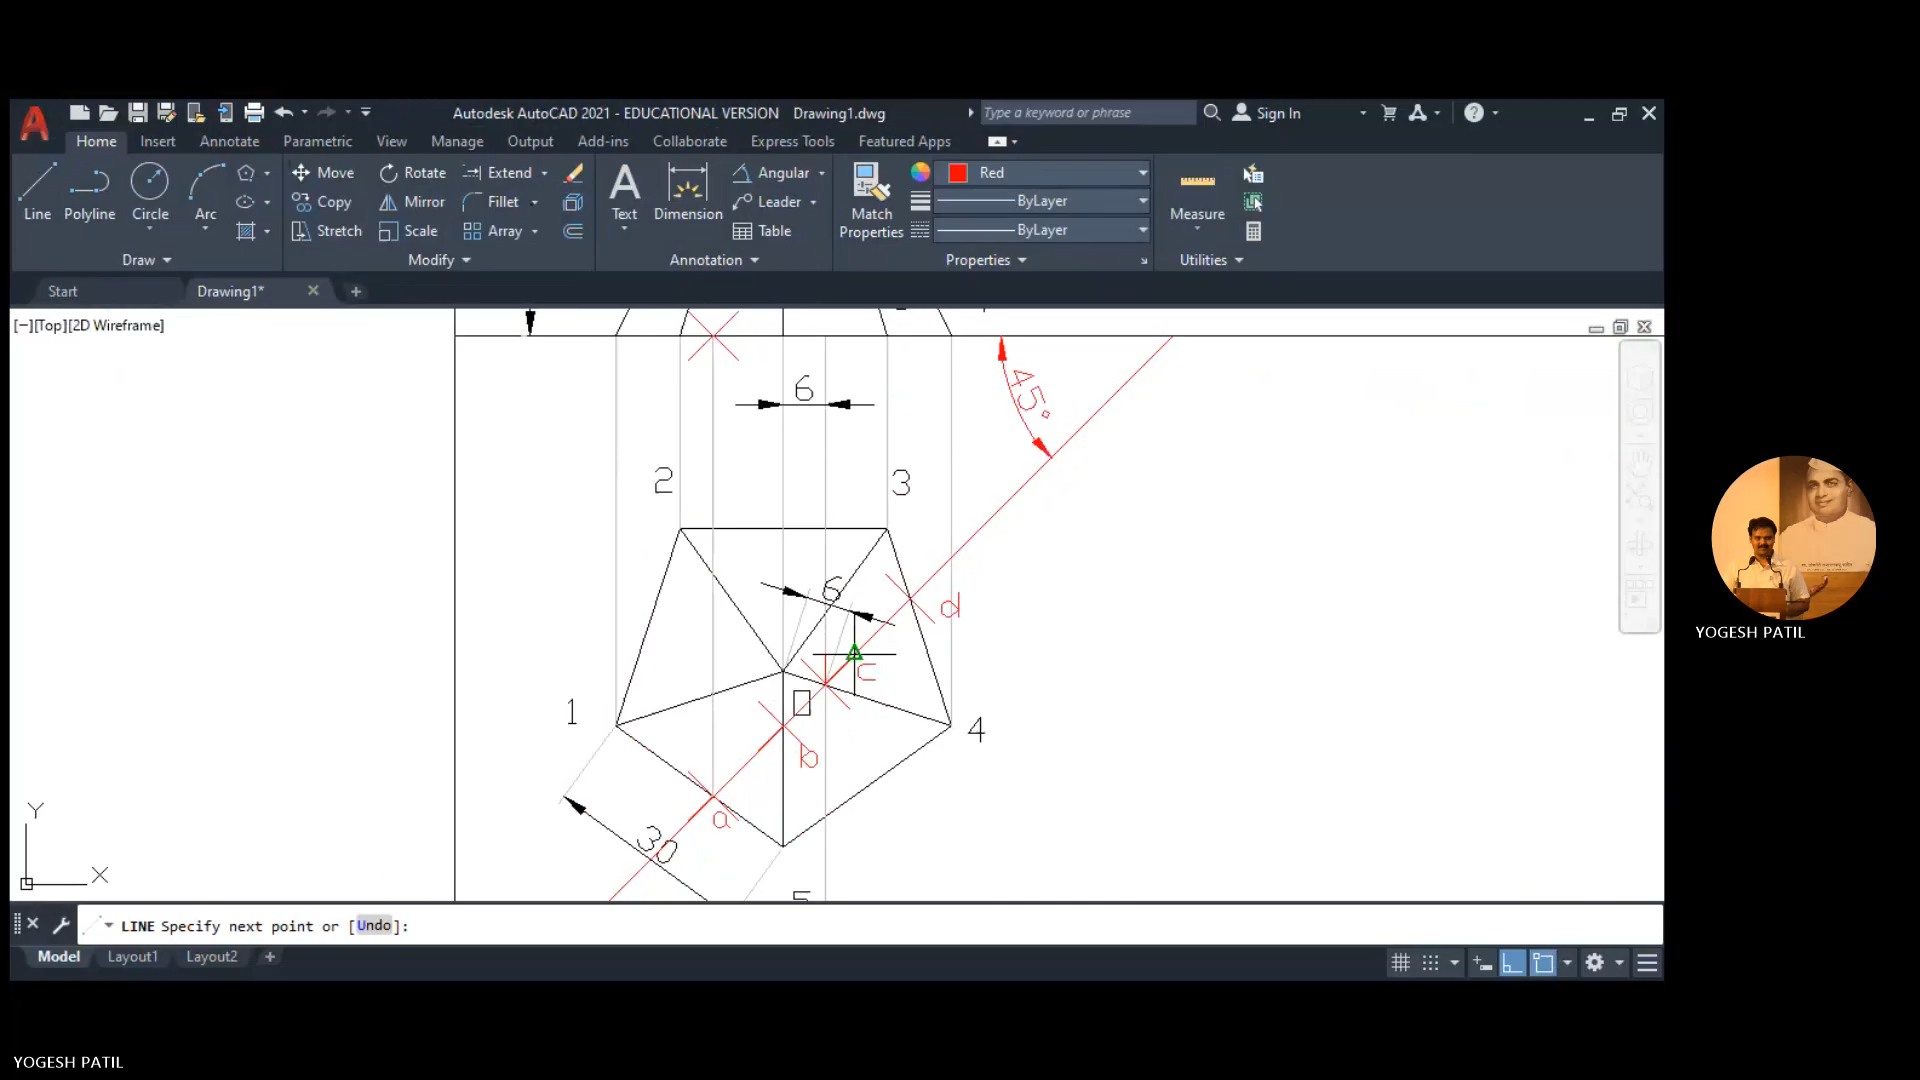 Autodesk AutoCAD 2021 - EDUCATIONAL VERSION Drawing1.dwg
Type a keyword or phrase
Sign In
Home Insert Annotate Parametric View Manage Output Add-ins Collaborate Express Tools Featured Apps
Line
Polyline
Circle
Arc
Draw
Move
Rotate
Extend
Copy
Mirror
Fillet
Stretch
Scale
Array
Modify
Text
Dimension
Angular
Leader
Table
Annotation
Match
Properties
Red
ByLayer
ByLayer
Properties
Measure
Utilities
Start
Drawing1*
[−][Top][2D Wireframe]
6
45°
2
3
6
d
c
1
4
b
a
30
Y
X
LINE Specify next point or [Undo]:
Model
Layout1
Layout2
YOGESH PATIL
YOGESH PATIL